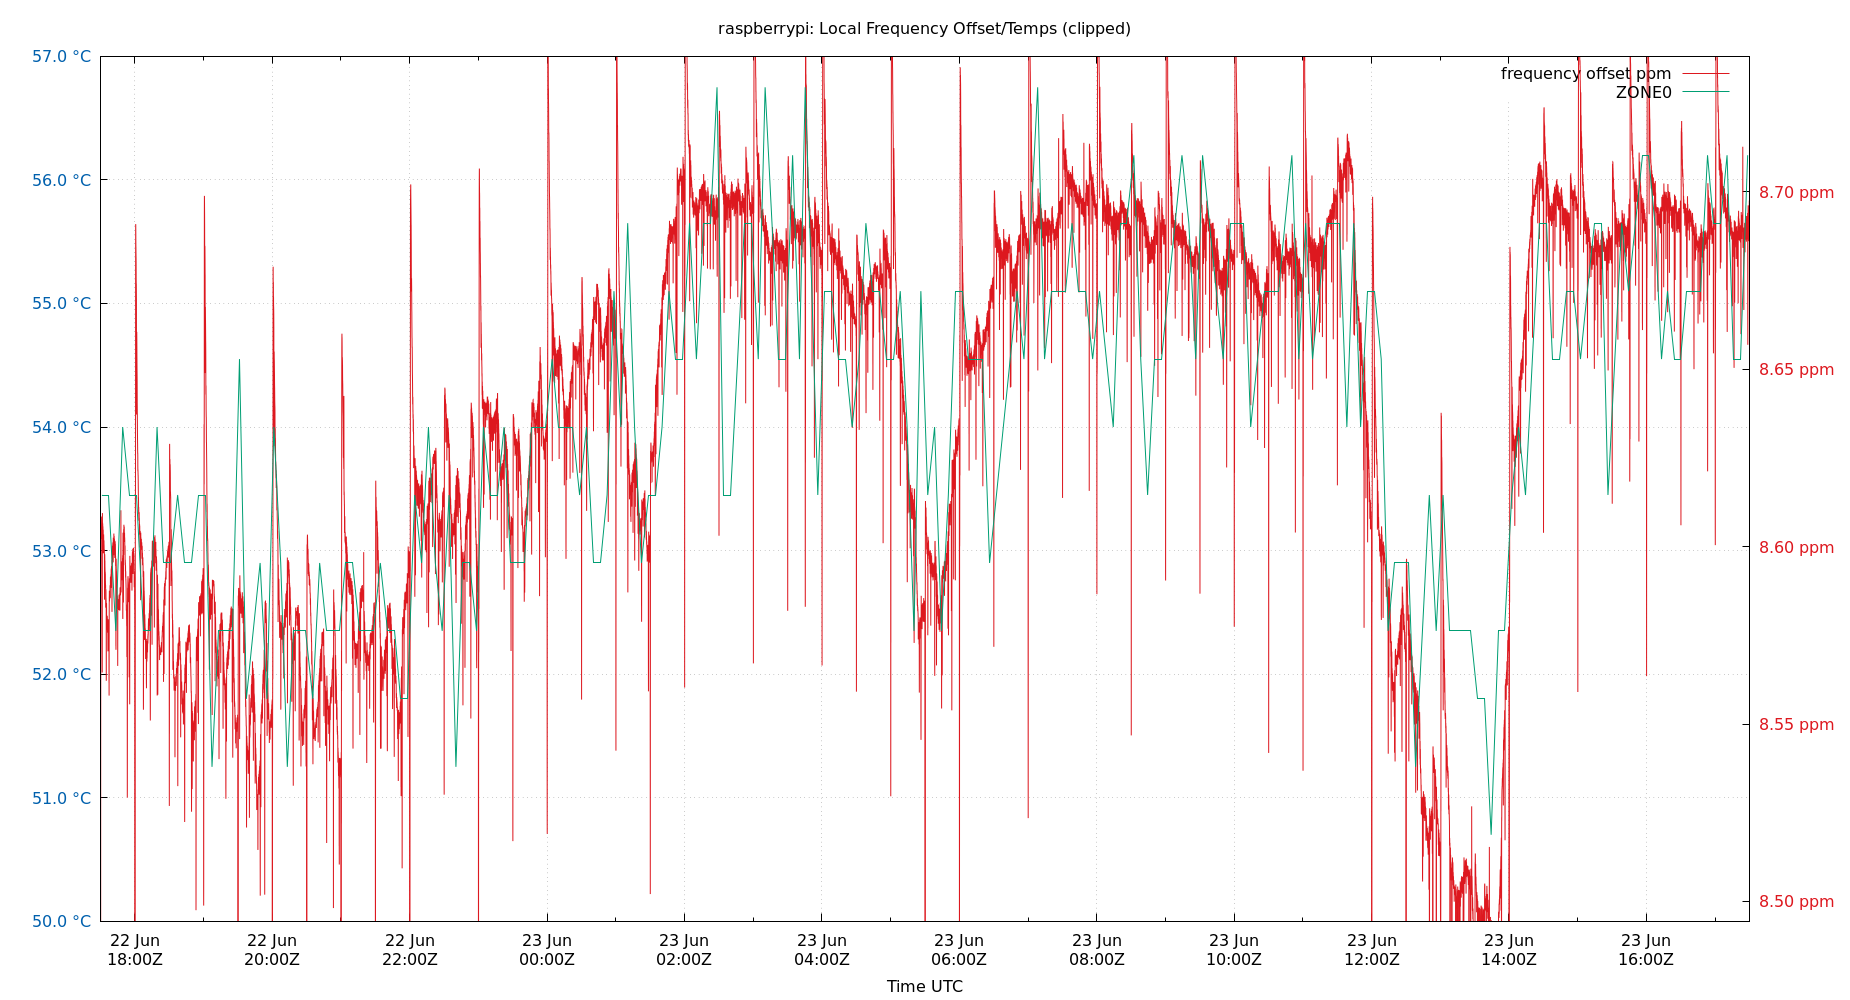 raspberrypi: Local Frequency Offset/Temps (clipped)
57.0 °C
56.0 °C
55.0 °C
54.0 °C
53.0 °C
52.0 °C
51.0 °C
50.0 °C
frequency offset ppm
ZONE0
8.70 ppm
8.65 ppm
8.60 ppm
8.55 ppm
8.50 ppm
22 Jun 22 Jun 22 Jun 23 Jun 23 Jun 23 Jun 23 Jun 23 Jun 23 Jun 23 Jun 23 Jun 23 Jun
18:00Z 20:00Z 22:00Z 00:00Z 02:00Z 04:00Z 06:00Z 08:00Z 10:00Z 12:00Z 14:00Z 16:00Z
Time UTC